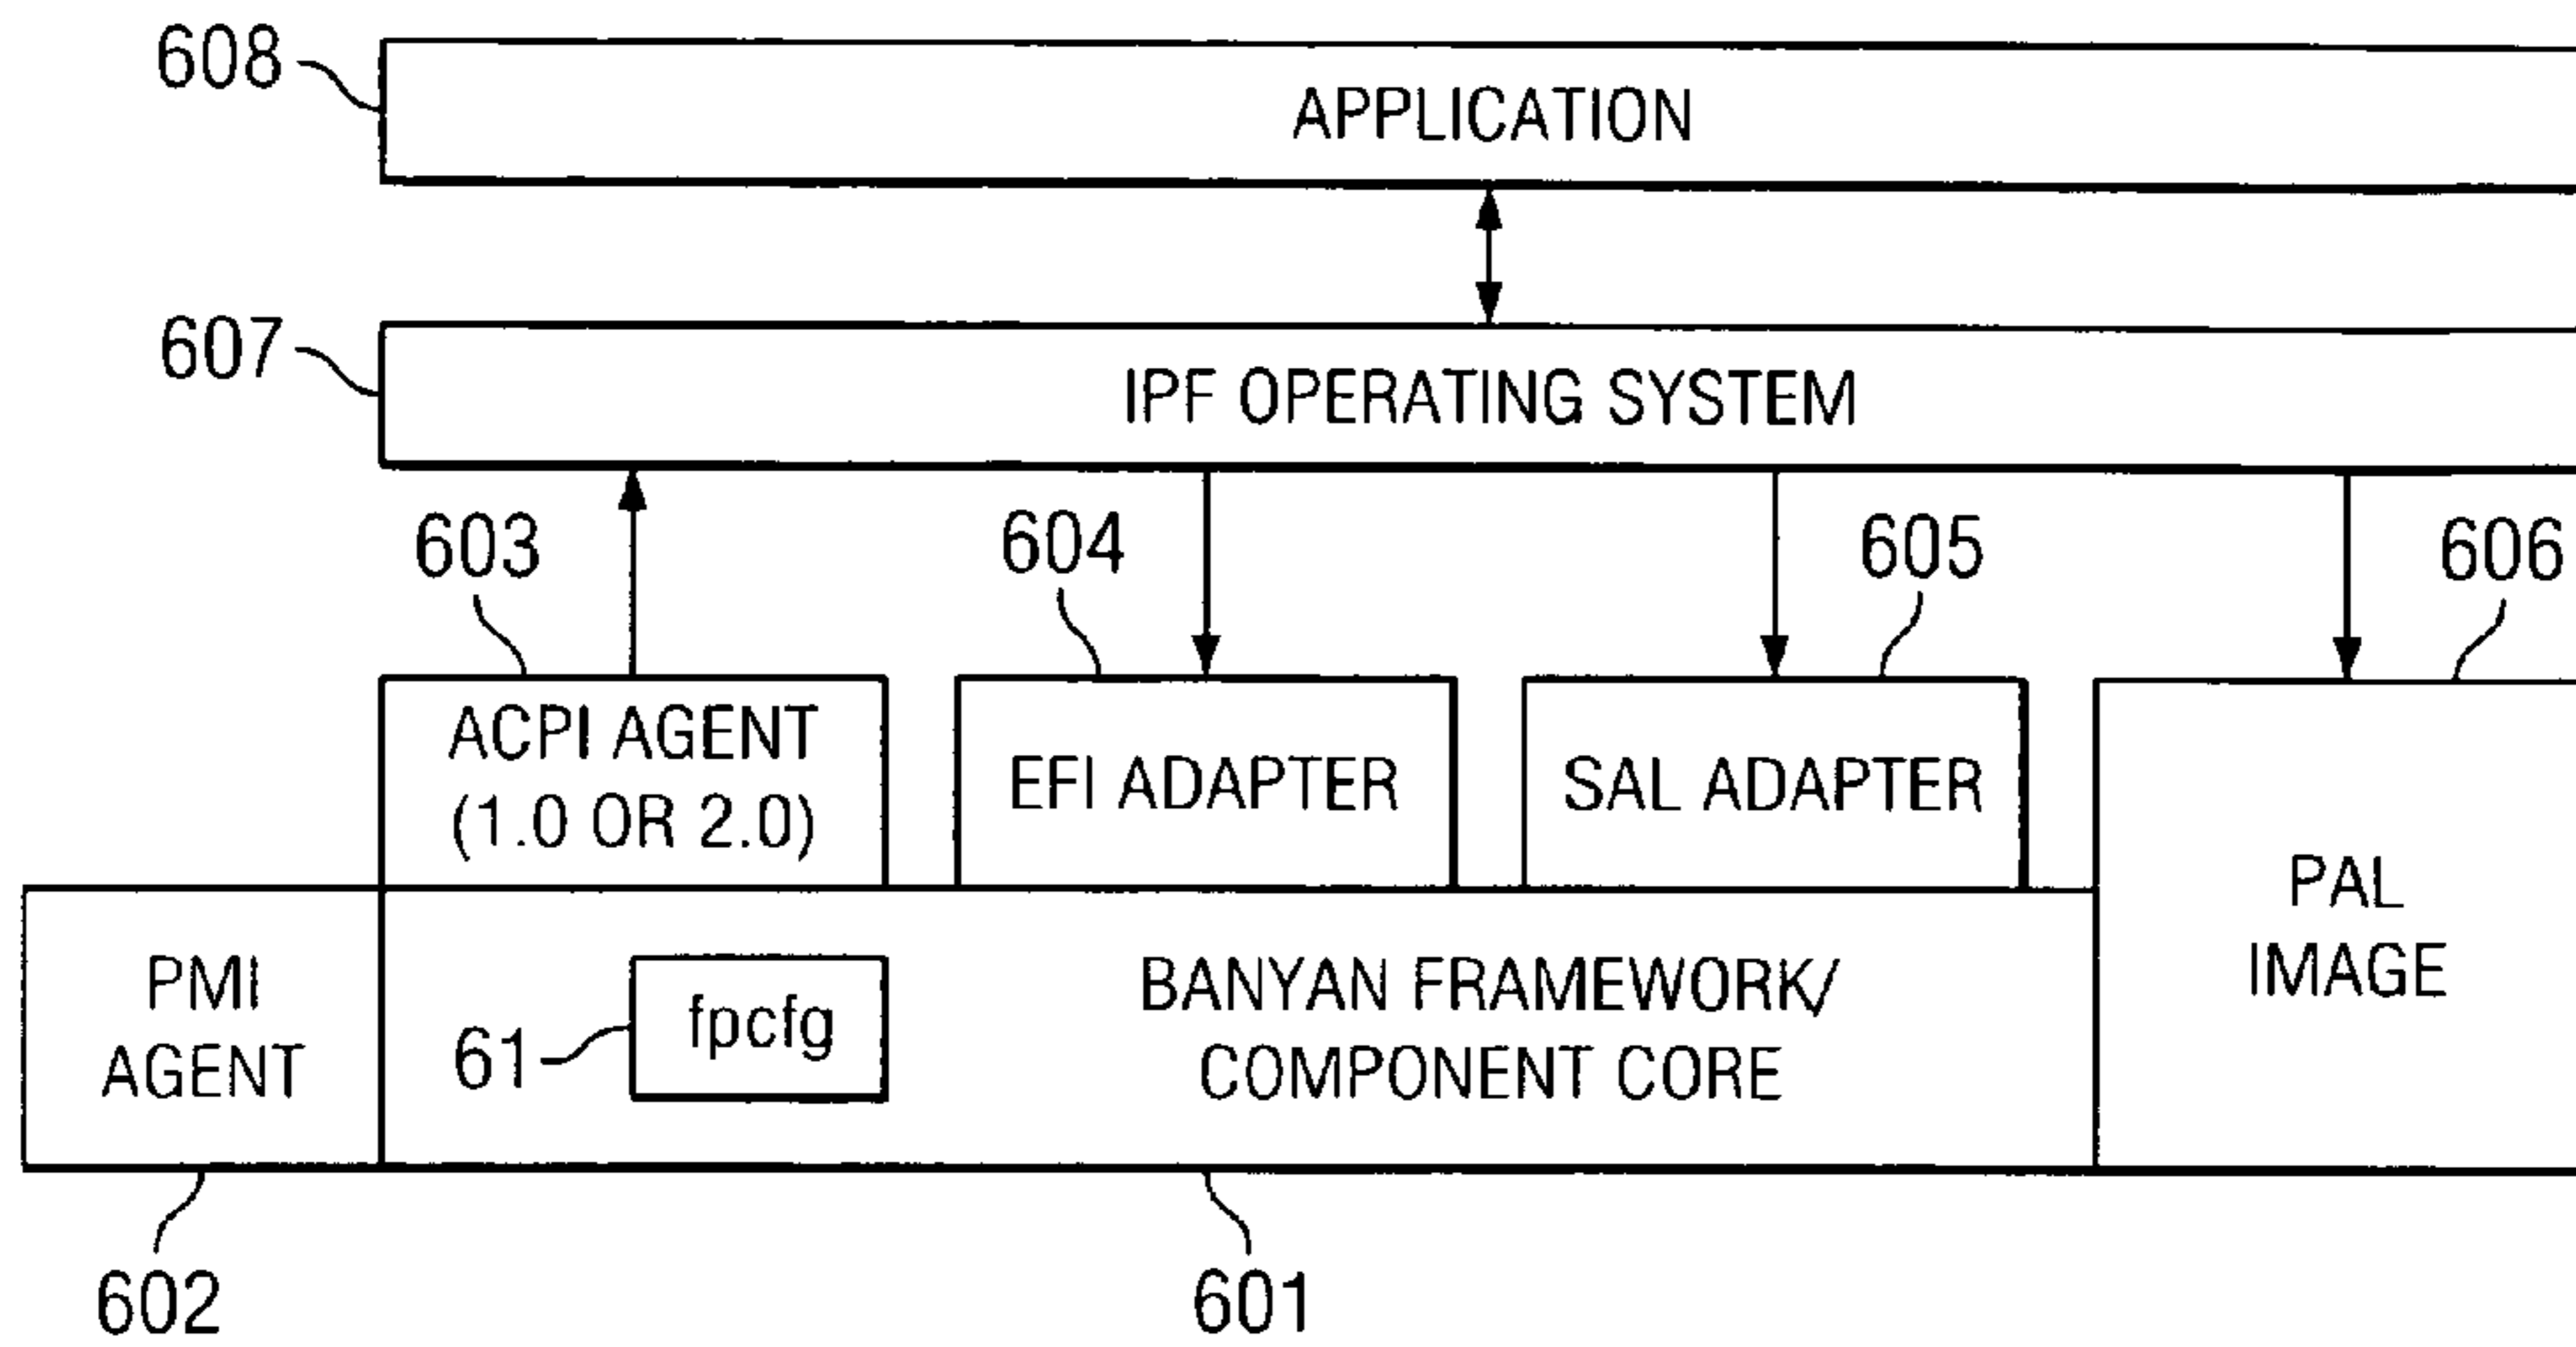 608
APPLICATION
607
IPF OPERATING SYSTEM
603
604
605
606
ACPI AGENT
(1.0 OR 2.0)
EFI ADAPTER
SAL ADAPTER
PAL
IMAGE
PMI
AGENT
61
fpcfg
BANYAN FRAMEWORK/
COMPONENT CORE
602
601